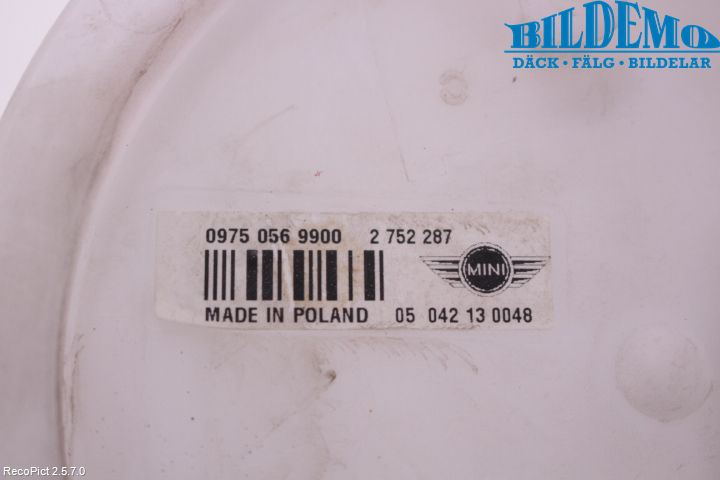 BILDEMO
DÄCK • FÄLG • BILDELAR
0975 056 9900 2 752 287
MINI
MADE IN POLAND 05 042 13 0048
RecoPict 2.5.7.0